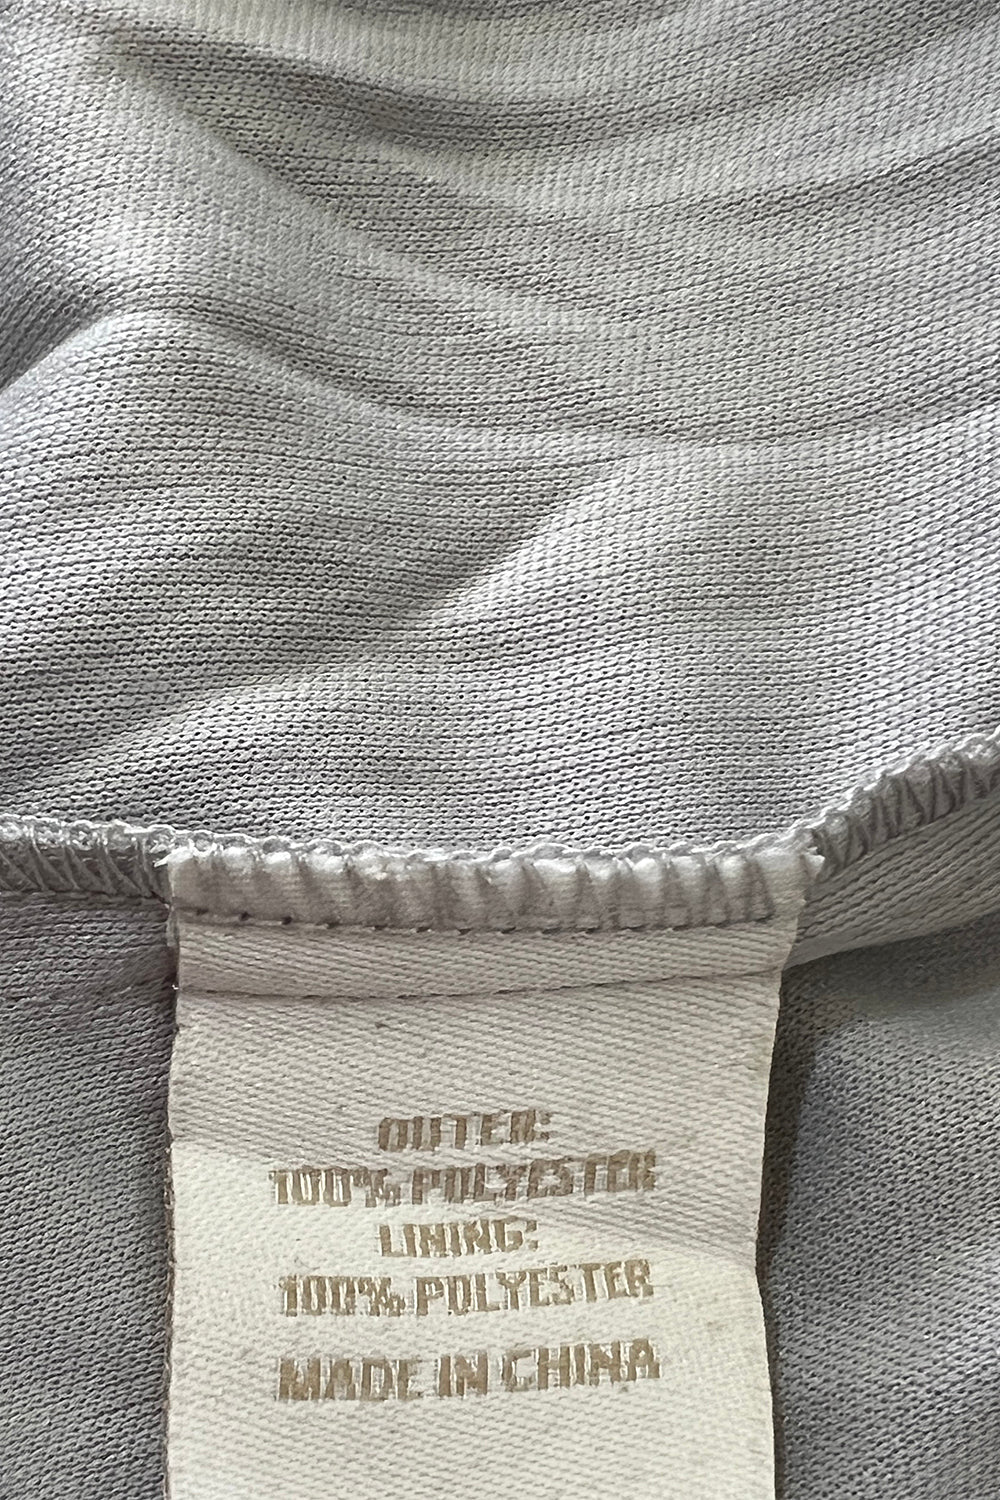 OUTER:
100% POLYESTER
LINING:
100% POLYESTER
MADE IN CHINA